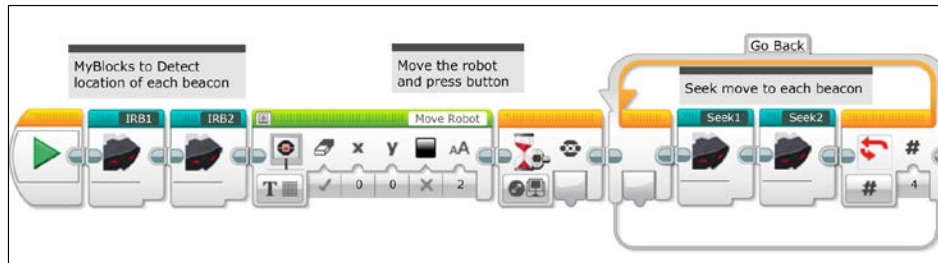 Go Back
MyBlocks to Detect
location of each beacon
Move the robot
and press button
Seek move to each beacon
IRB1
IRB2
Move Robot
Seek1
Seek2
x
y
AA
#
T
0
0
2
#
4